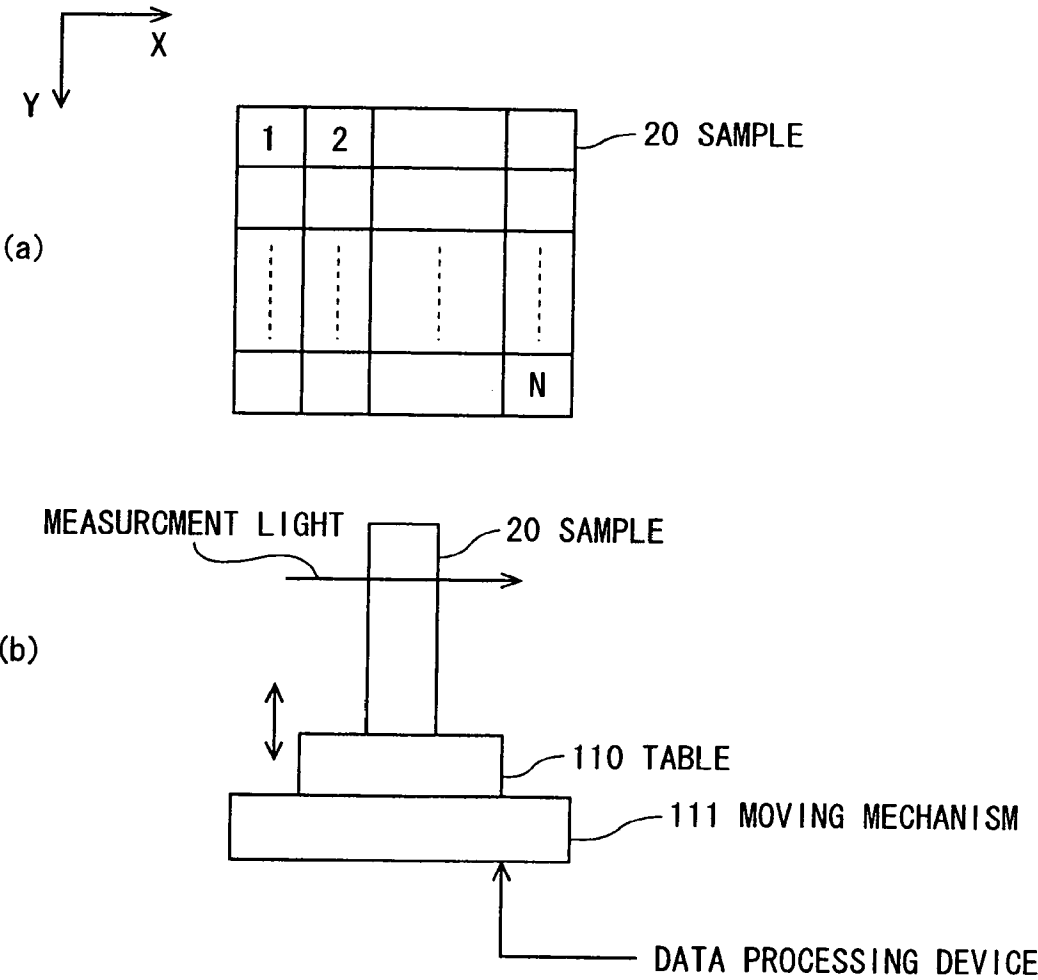 X
Y
1 2
20 SAMPLE
(a)
N
MEASURCMENT LIGHT
20 SAMPLE
(b)
110 TABLE
111 MOVING MECHANISM
DATA PROCESSING DEVICE